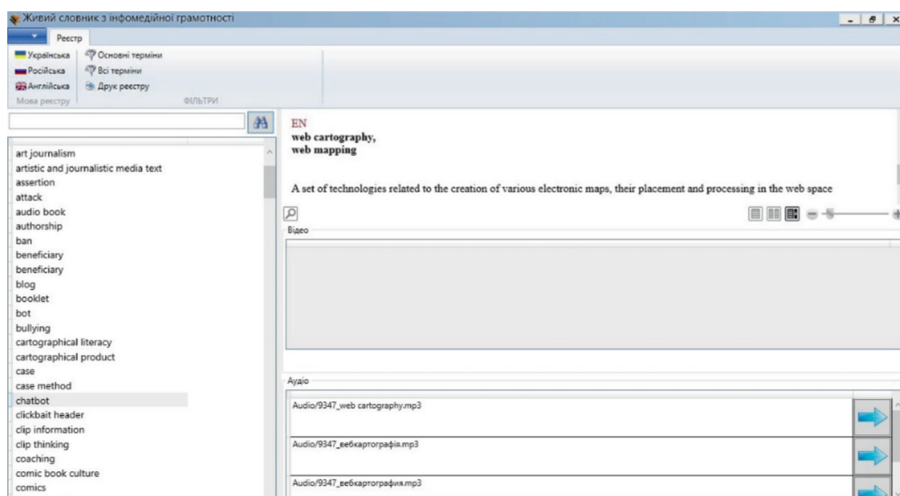 Живий словник з інфомедійної грамотності
Реєстр
Українська
Російська
Англійська
Мова реєстру
Основні терміни
Всі терміни
Друк реєстру
ФІЛЬТРИ
art journalism
artistic and journalistic media text
assertion
attack
audio book
authorship
ban
beneficiary
beneficiary
blog
booklet
bot
bullying
cartographical literacy
cartographical product
case
case method
chatbot
clickbait header
clip information
clip thinking
coaching
comic book culture
comics
EN
web cartography,
web mapping
A set of technologies related to the creation of various electronic maps, their placement and processing in the web space
Відео
Аудіо
Audio/9347_web cartography.mp3
Audio/9347_вебкартографія.mp3
Audio/9347_вебкартография.mp3